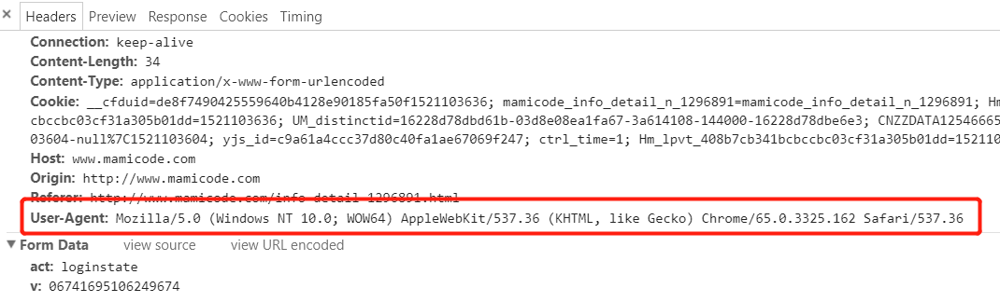 × Headers Preview Response Cookies Timing
Connection: keep-alive
Content-Length: 34
Content-Type: application/x-www-form-urlencoded
Cookie: __cfduid=de8f7490425559640b4128e90185fa50f1521103636; mamicode_info_detail_n_1296891=mamicode_info_detail_n_1296891; Hm
cbccbc03cf31a305b01dd=1521103636; UM_distinctid=16228d78dbd61b-03d8e08ea1fa67-3a614108-144000-16228d78dbe6e3; CNZZDATA12546665
03604-null%7C1521103604; yjs_id=c9a61a4ccc37d80c40fa1ae67069f247; ctrl_time=1; Hm_lpvt_408b7cb341bcbccbc03cf31a305b01dd=152110
Host: www.mamicode.com
Origin: http://www.mamicode.com
Referer: http://www.mamicode.com/info-detail-1296891.html
User-Agent: Mozilla/5.0 (Windows NT 10.0; WOW64) AppleWebKit/537.36 (KHTML, like Gecko) Chrome/65.0.3325.162 Safari/537.36
▼ Form Data view source view URL encoded
act: loginstate
v: 06741695106249674